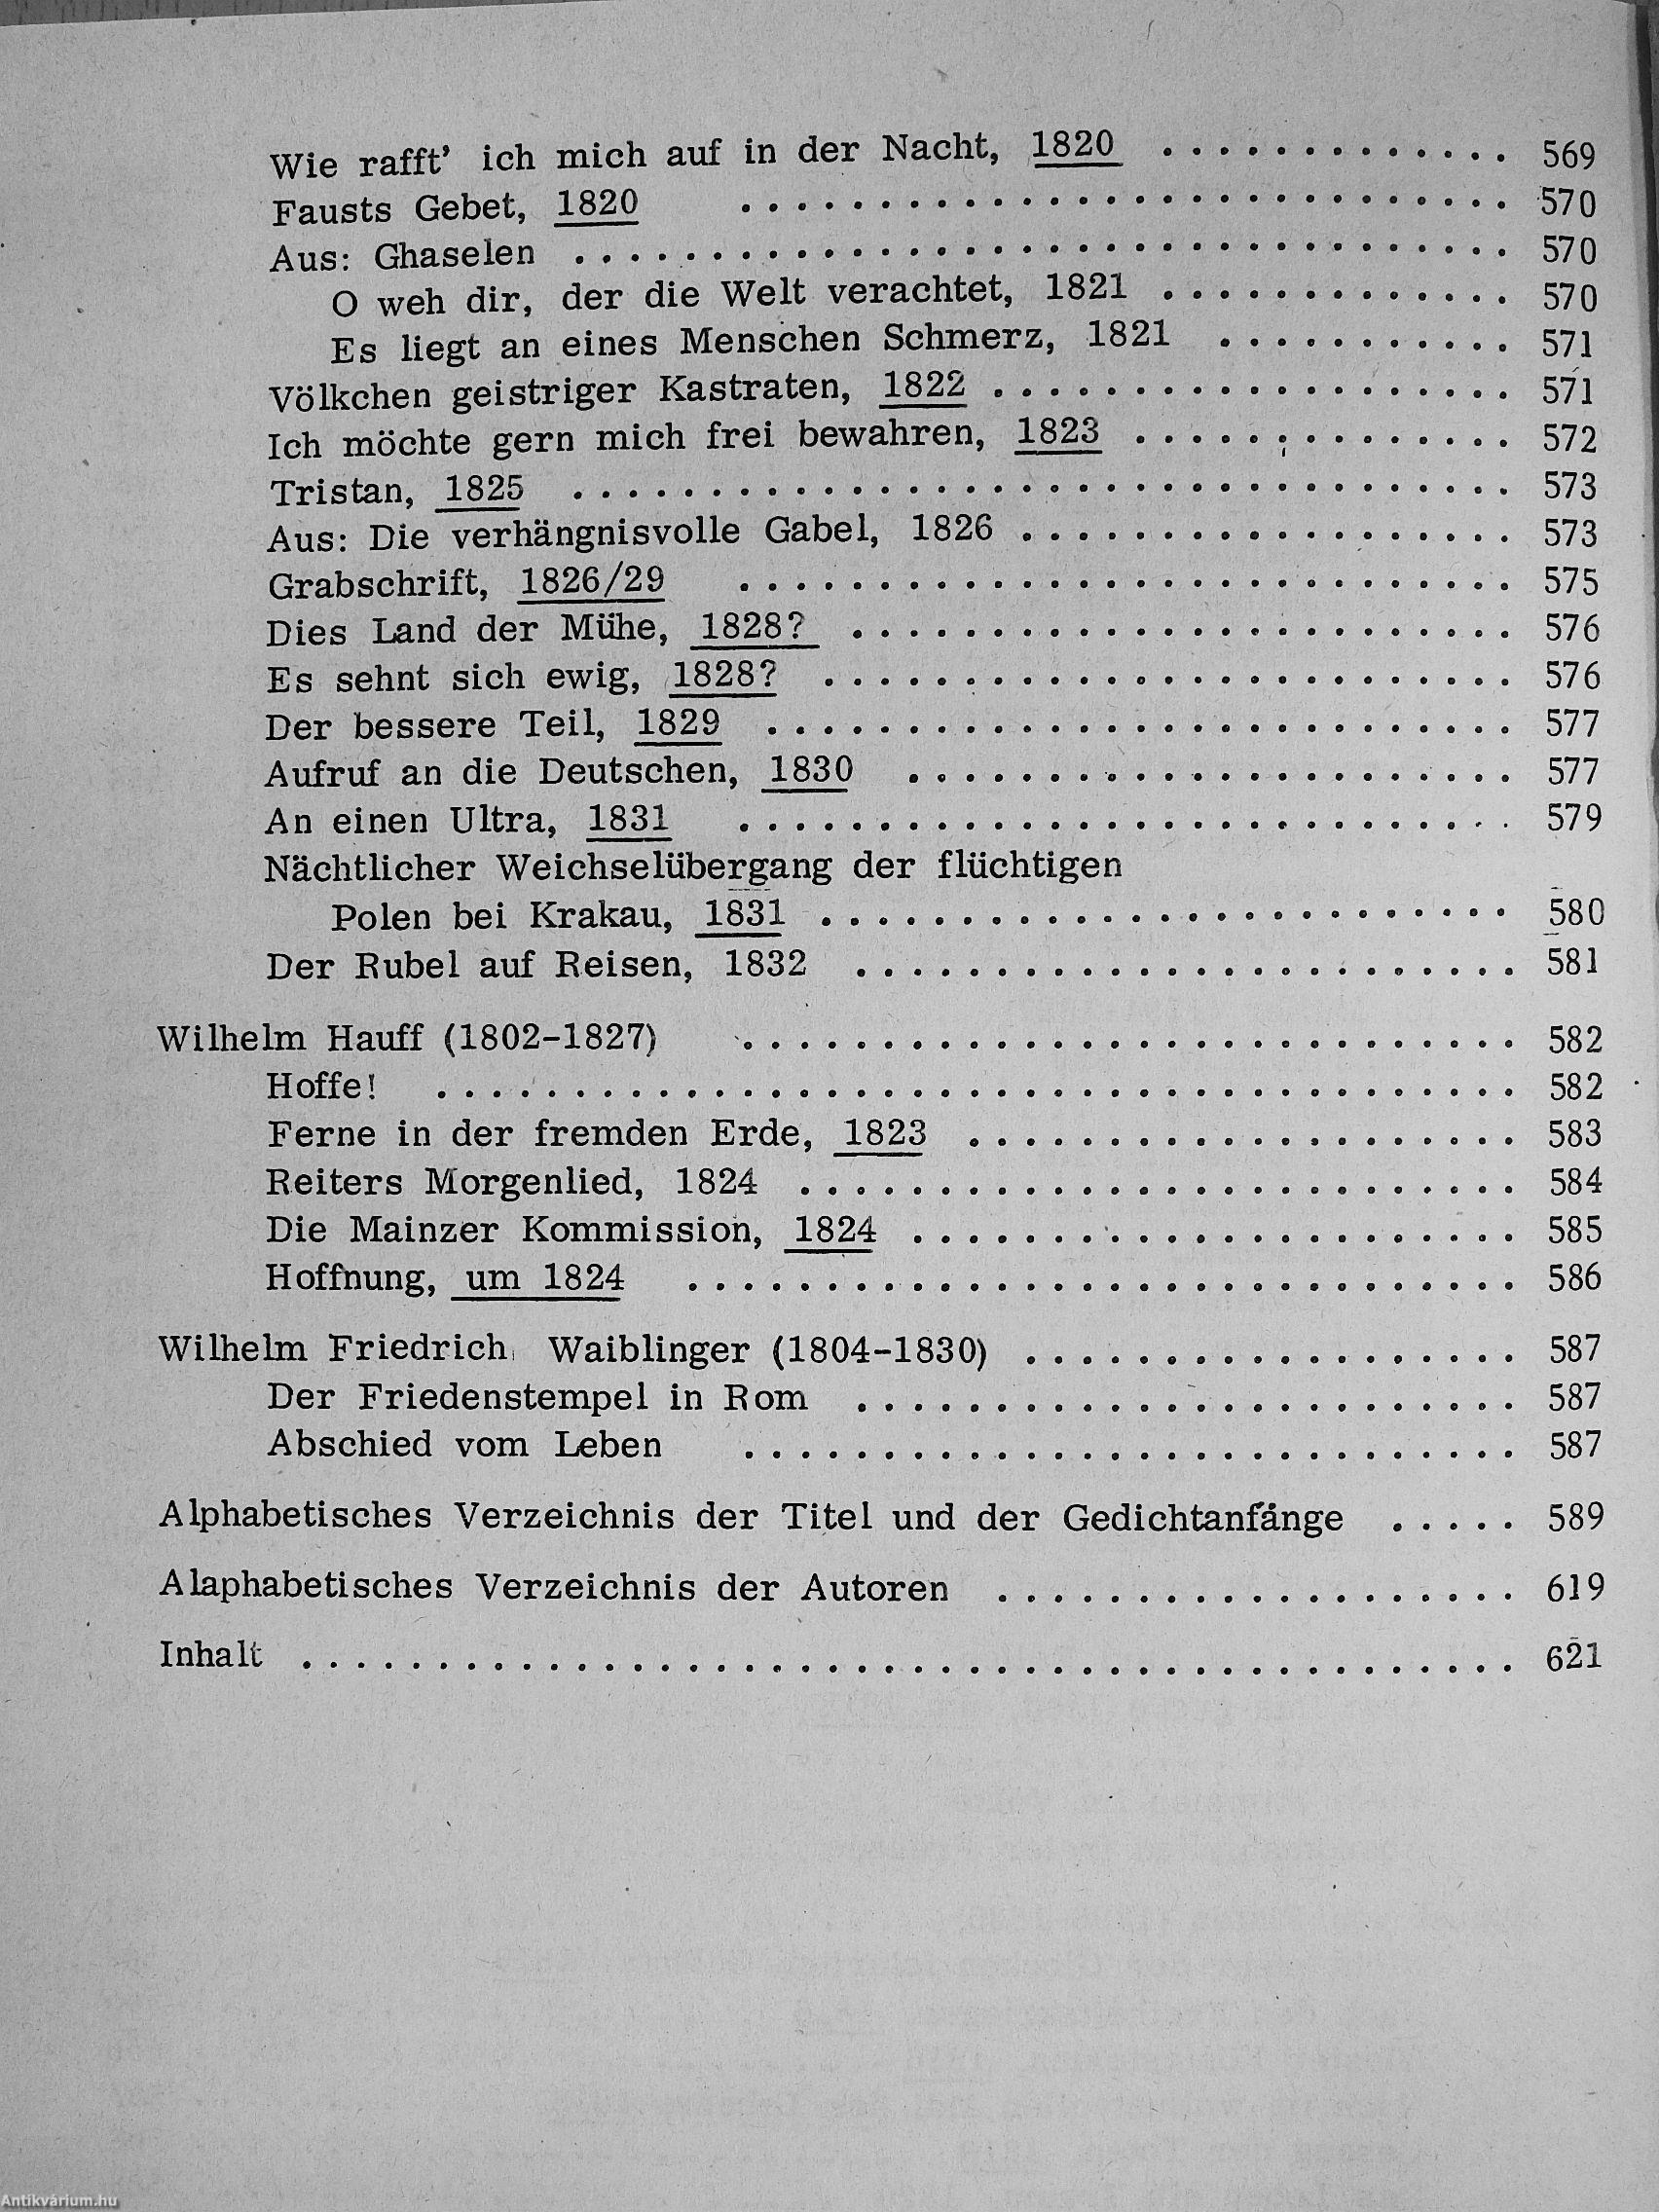 Wie rafft' ich mich auf in der Nacht, 1820 . . . . . . . . . . . . . 569
Fausts Gebet, 1820 . . . . . . . . . . . . . . . . . . . . . . . . . . . . 570
Aus: Ghaselen . . . . . . . . . . . . . . . . . . . . . . . . . . . . . . . . . . 570
O weh dir, der die Welt verachtet, 1821 . . . . . . . . . . . . . 570
Es liegt an eines Menschen Schmerz, 1821 . . . . . . . . . . . 571
Völkchen geistriger Kastraten, 1822 . . . . . . . . . . . . . . . . . . . 571
Ich möchte gern mich frei bewahren, 1823 . . . . . . . . . . . . . . 572
Tristan, 1825 . . . . . . . . . . . . . . . . . . . . . . . . . . . . . . . . . . 573
Aus: Die verhängnisvolle Gabel, 1826 . . . . . . . . . . . . . . . . . . 573
Grabschrift, 1826/29 . . . . . . . . . . . . . . . . . . . . . . . . . . . . 575
Dies Land der Mühe, 1828? . . . . . . . . . . . . . . . . . . . . . . . . 576
Es sehnt sich ewig, 1828? . . . . . . . . . . . . . . . . . . . . . . . . . 576
Der bessere Teil, 1829 . . . . . . . . . . . . . . . . . . . . . . . . . . . 577
Aufruf an die Deutschen, 1830 . . . . . . . . . . . . . . . . . . . . . . 577
An einen Ultra, 1831 . . . . . . . . . . . . . . . . . . . . . . . . . . . . 579
Nächtlicher Weichselübergang der flüchtigen
Polen bei Krakau, 1831 . . . . . . . . . . . . . . . . . . . . . . . . . 580
Der Rubel auf Reisen, 1832 . . . . . . . . . . . . . . . . . . . . . . . . 581
Wilhelm Hauff (1802-1827) . . . . . . . . . . . . . . . . . . . . . . . . . . . . 582
Hoffe! . . . . . . . . . . . . . . . . . . . . . . . . . . . . . . . . . . . . . . . 582
Ferne in der fremden Erde, 1823 . . . . . . . . . . . . . . . . . . . . 583
Reiters Morgenlied, 1824 . . . . . . . . . . . . . . . . . . . . . . . . . . 584
Die Mainzer Kommission, 1824 . . . . . . . . . . . . . . . . . . . . . . 585
Hoffnung, um 1824 . . . . . . . . . . . . . . . . . . . . . . . . . . . . . . 586
Wilhelm Friedrich Waiblinger (1804-1830) . . . . . . . . . . . . . . . . . . 587
Der Friedenstempel in Rom . . . . . . . . . . . . . . . . . . . . . . . . 587
Abschied vom Leben . . . . . . . . . . . . . . . . . . . . . . . . . . . . 587
Alphabetisches Verzeichnis der Titel und der Gedichtanfänge . . . . . 589
Alaphabetisches Verzeichnis der Autoren . . . . . . . . . . . . . . . . . . . 619
Inhalt . . . . . . . . . . . . . . . . . . . . . . . . . . . . . . . . . . . . . . . . . . . . 621
Antikvárium.hu